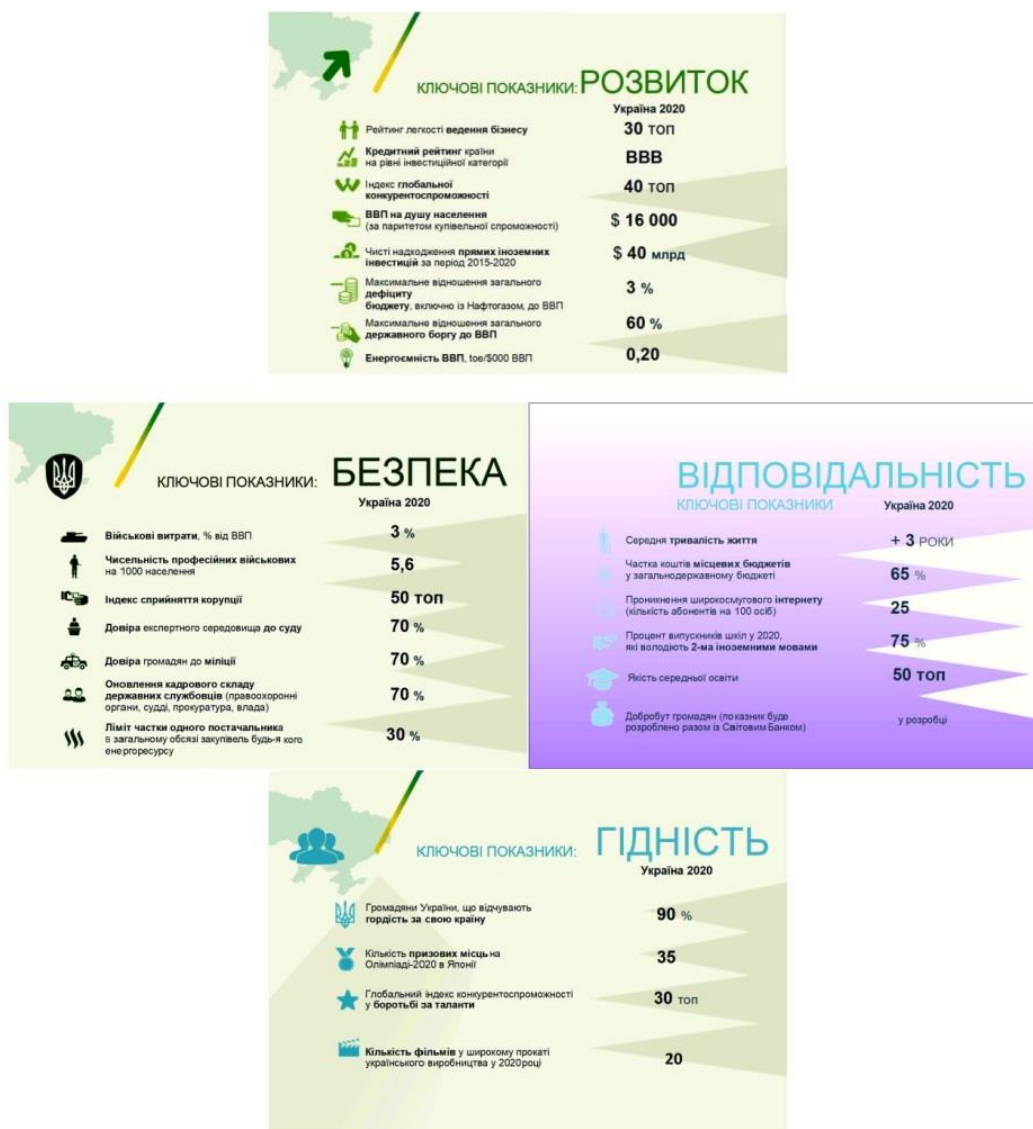 КЛЮЧОВІ ПОКАЗНИКИ: РОЗВИТОК
Україна 2020
Рейтинг легкості ведення бізнесу
30 топ
Кредитний рейтинг країни
на рівні інвестиційної категорії
BBB
Індекс глобальної
конкурентоспроможності
40 топ
ВВП на душу населення
(за паритетом купівельної спроможності)
$ 16 000
Чисті надходження прямих іноземних
інвестицій за період 2015-2020
$ 40 млрд
Максимальне відношення загального
дефіциту
бюджету, включно із Нафтогазом, до ВВП
3 %
Максимальне відношення загального
державного боргу до ВВП
60 %
Енергоємність ВВП, toe/$000 ВВП
0,20
КЛЮЧОВІ ПОКАЗНИКИ: БЕЗПЕКА
Україна 2020
Військові витрати, % від ВВП
3 %
Чисельність професійних військових
на 1000 населення
5,6
Індекс сприйняття корупції
50 топ
Довіра експертного середовища до суду
70 %
Довіра громадян до міліції
70 %
Оновлення кадрового складу
державних службовців (правоохоронні
органи, судді, прокуратура, влада)
70 %
Ліміт частки одного постачальника
в загальному обсязі закупівель будь-я кого
енергоресурсу
30 %
ВІДПОВІДАЛЬНІСТЬ
КЛЮЧОВІ ПОКАЗНИКИ
Україна 2020
Середня тривалість життя
+ 3 РОКИ
Частка коштів місцевих бюджетів
у загальнодержавному бюджеті
65 %
Проникнення широкосмугового інтернету
(кількість абонентів на 100 осіб)
25
Процент випускників шкіл у 2020,
які володіють 2-ма іноземними мовами
75 %
Якість середньої освіти
50 топ
Добробут громадян (показник буде
розроблено разом із Світовим Банком)
у розробці
КЛЮЧОВІ ПОКАЗНИКИ: ГІДНІСТЬ
Україна 2020
Громадяни України, що відчувають
гордість за свою країну
90 %
Кількість призових місць на
Олімпіаді-2020 в Японії
35
Глобальний індекс конкурентоспроможності
у боротьбі за таланти
30 топ
Кількість фільмів у широкому прокаті
українського виробництва у 2020році
20